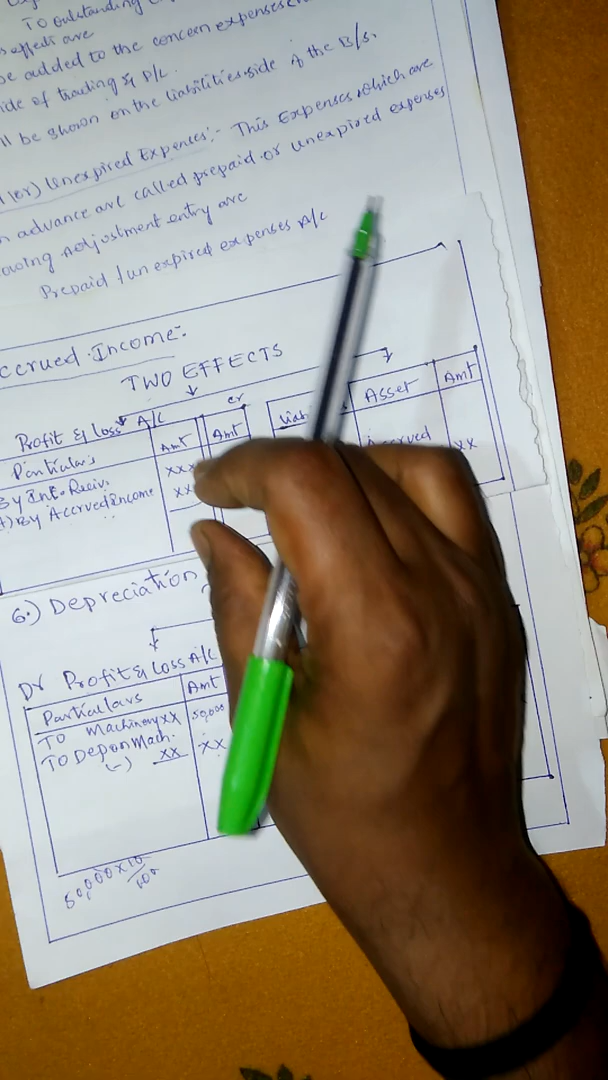 To outstanding
effects are
be added to the concern expenses
ide of trading & P/L.
ll be shown on the liabilities side of the B/s.
(or) Unexpired Expenses:- This Expenses which are
n advance are called prepaid or unexpired expenses
owing adjustment entry are
Prepaid /unexpired expenses A/c
ccrued Income:-
TWO EFFECTS
Profit & Loss A/c cr
Particulars Amt Amt Asset Amt
By Int. Reciv. xxx xx
By Accrued Income xx
6.) Depreciation
Dr Profit & Loss A/c
Particulars Amt
TO Machinery xx 50,000
TO Dep on Mach.
(-) xx xx
50,000 x 10/100